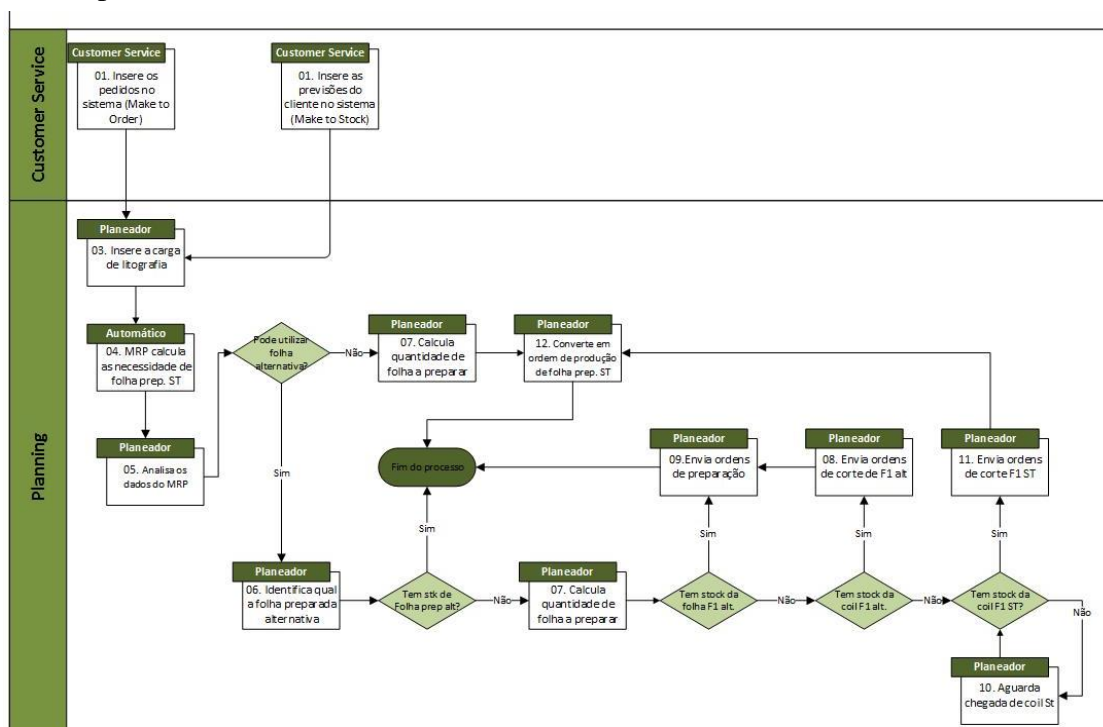 Customer Service
Customer Service
01. Insere os
pedidos no
sistema (Make to
Order)
Customer Service
01. Insere as
previsões do
cliente no sistema
(Make to Stock)
Planning
Planeador
03. Insere a carga
de litografia
Automático
04. MRP calcula
as necessidade de
folha prep. ST
Planeador
05. Analisa os
dados do MRP
Pode utilizar
folha
alternativa?
Não
Sim
Planeador
07. Calcula
quantidade de
folha a preparar
Planeador
12. Converte em
ordem de produção
de folha prep. ST
Fim do processo
Planeador
09.Envia ordens
de preparação
Planeador
08. Envia ordens
de corte de F1 alt
Planeador
11. Envia ordens
de corte F1 ST
Sim
Sim
Sim
Sim
Planeador
06. Identifica qual
a folha preparada
alternativa
Tem stk de
Folha prep alt?
Não
Planeador
07. Calcula
quantidade de
folha a preparar
Tem stock da
folha F1 alt.
Não
Tem stock da
coil F1 alt.
Não
Tem stock da
coil F1 ST?
Não
Planeador
10. Aguarda
chegada de coil St